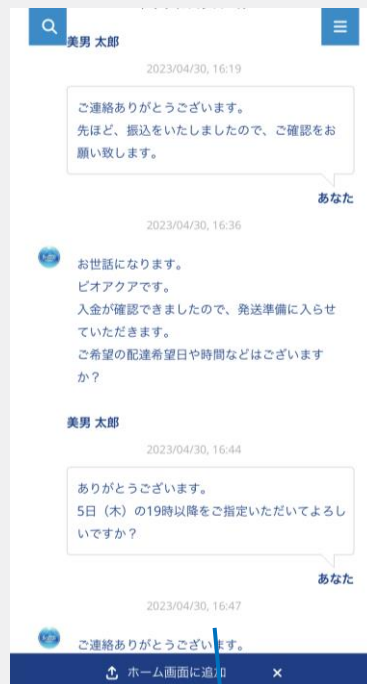 美男 太郎
2023/04/30, 16:19
ご連絡ありがとうございます。
先ほど、振込をいたしましたので、ご確認をお
願い致します。
あなた
2023/04/30, 16:36
お世話になります。
ビオアクアです。
入金が確認できましたので、発送準備に入らせ
ていただきます。
ご希望の配達希望日や時間などはございます
か？
美男 太郎
2023/04/30, 16:44
ありがとうございます。
5日（木）の19時以降をご指定いただいてよろし
いですか？
あなた
2023/04/30, 16:47
ご連絡ありがとうございます。
ホーム画面に追加 ×